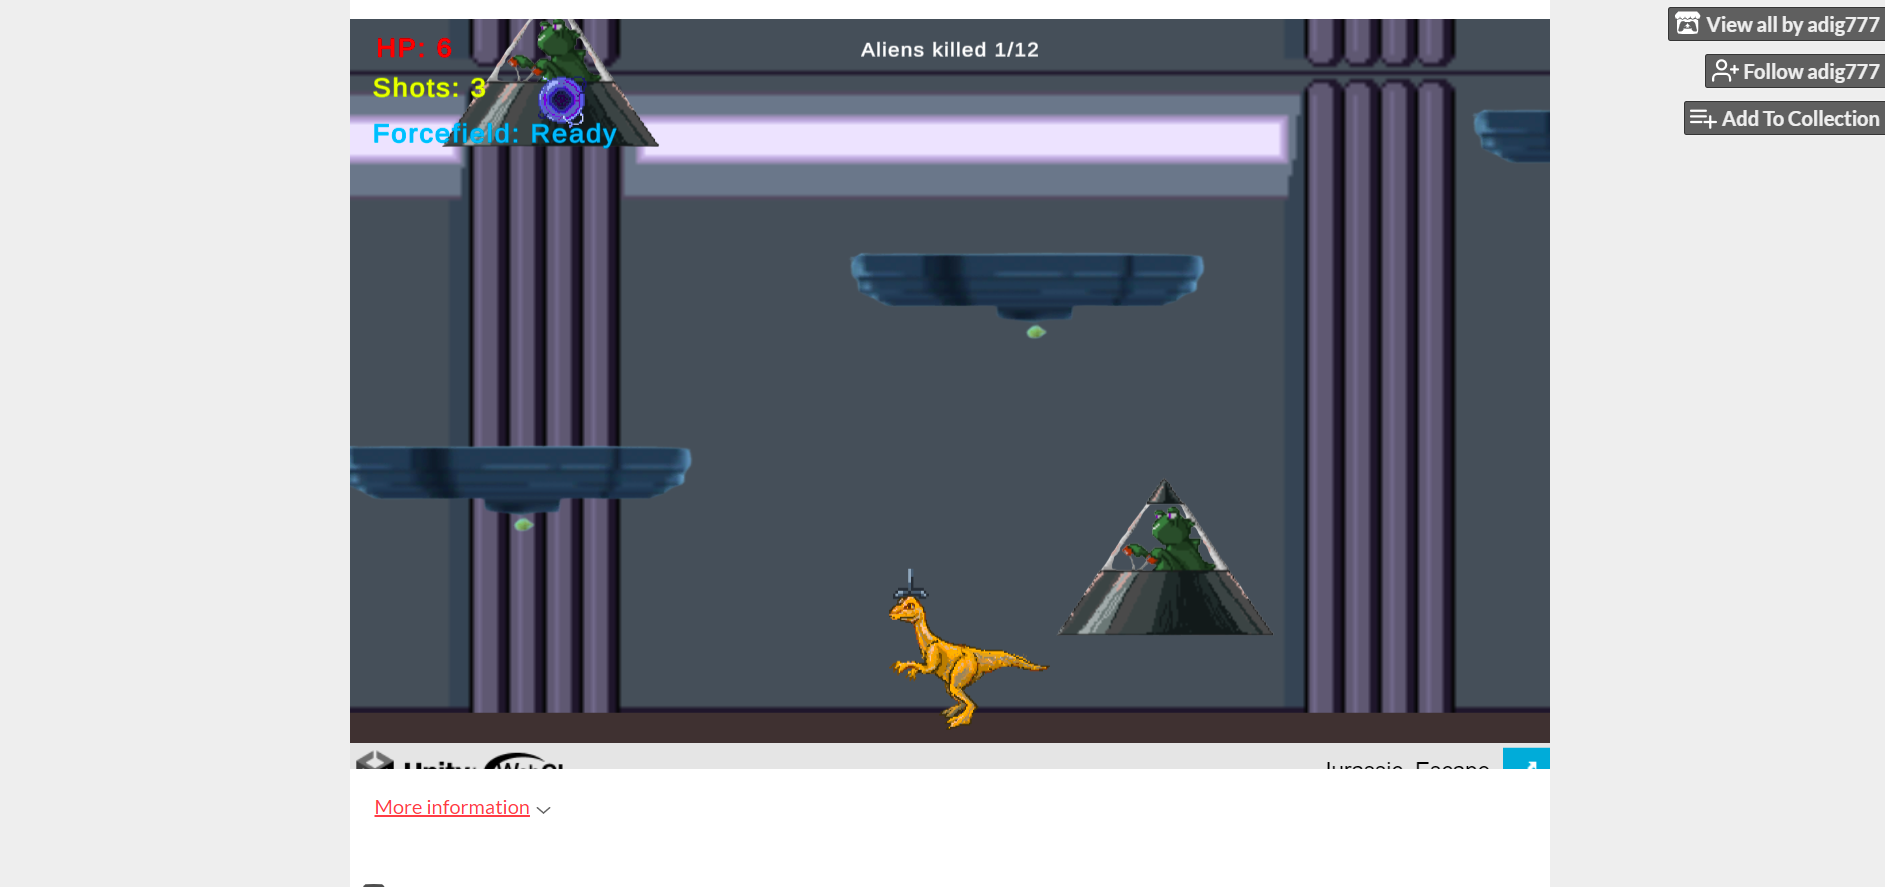 View all by adig777
HP: 6
Aliens killed 1/12
Follow adig777
Shots: 3
Add To Collection
Forcefield: Ready
Jurassic_Escape
More information